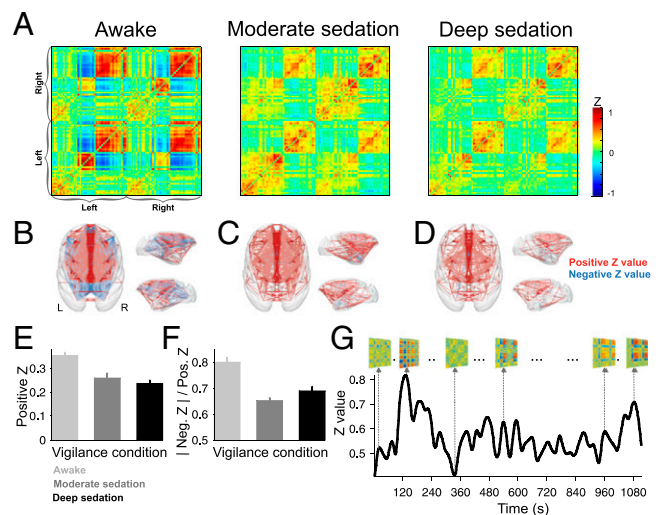 A
Awake
Moderate sedation
Deep sedation
Right
Left
Left
Right
Z
1
0
-1
B
L
R
C
D
Positive Z value
Negative Z value
E
Positive Z
0.3
0.2
0.1
0
Vigilance condition
Awake
Moderate sedation
Deep sedation
F
| Neg. Z | / Pos. Z
0.8
0.7
0.6
0.5
Vigilance condition
G
. .. ... ... ... .
Z value
0.8
0.7
0.6
0.5
120 240 360 480 600 720 840 960 1080
Time (s)